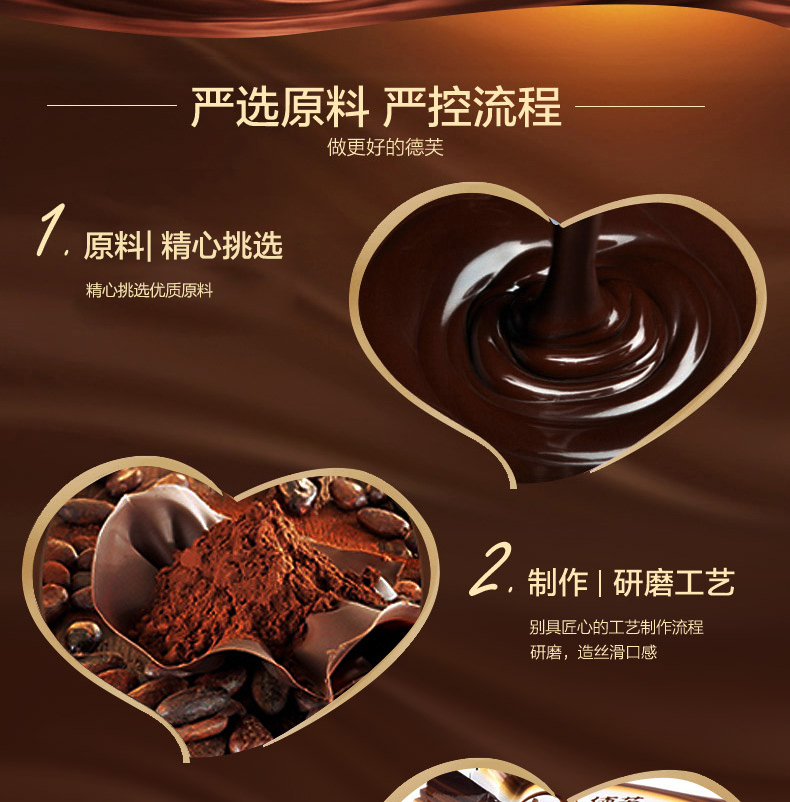 严选原料 严控流程
做更好的德芙
1. 原料| 精心挑选
精心挑选优质原料
2. 制作 | 研磨工艺
别具匠心的工艺制作流程
研磨，造丝滑口感